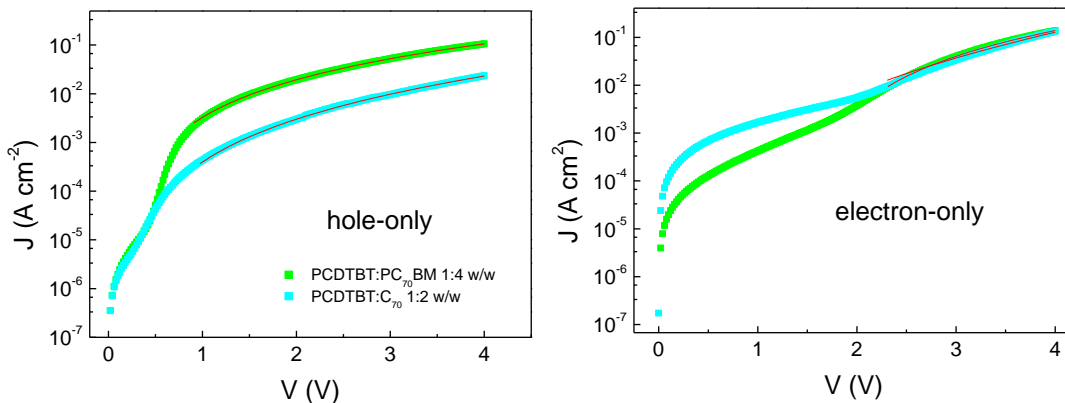 10⁻¹
10⁻²
10⁻³
10⁻⁴
10⁻⁵
10⁻⁶
10⁻⁷
J (A cm⁻²)
hole-only
PCDTBT:PC₇₀BM 1:4 w/w
PCDTBT:C₇₀ 1:2 w/w
0 1 2 3 4
V (V)
10⁻¹
10⁻²
10⁻³
10⁻⁴
10⁻⁵
10⁻⁶
10⁻⁷
J (A cm⁻²)
electron-only
0 1 2 3 4
V (V)